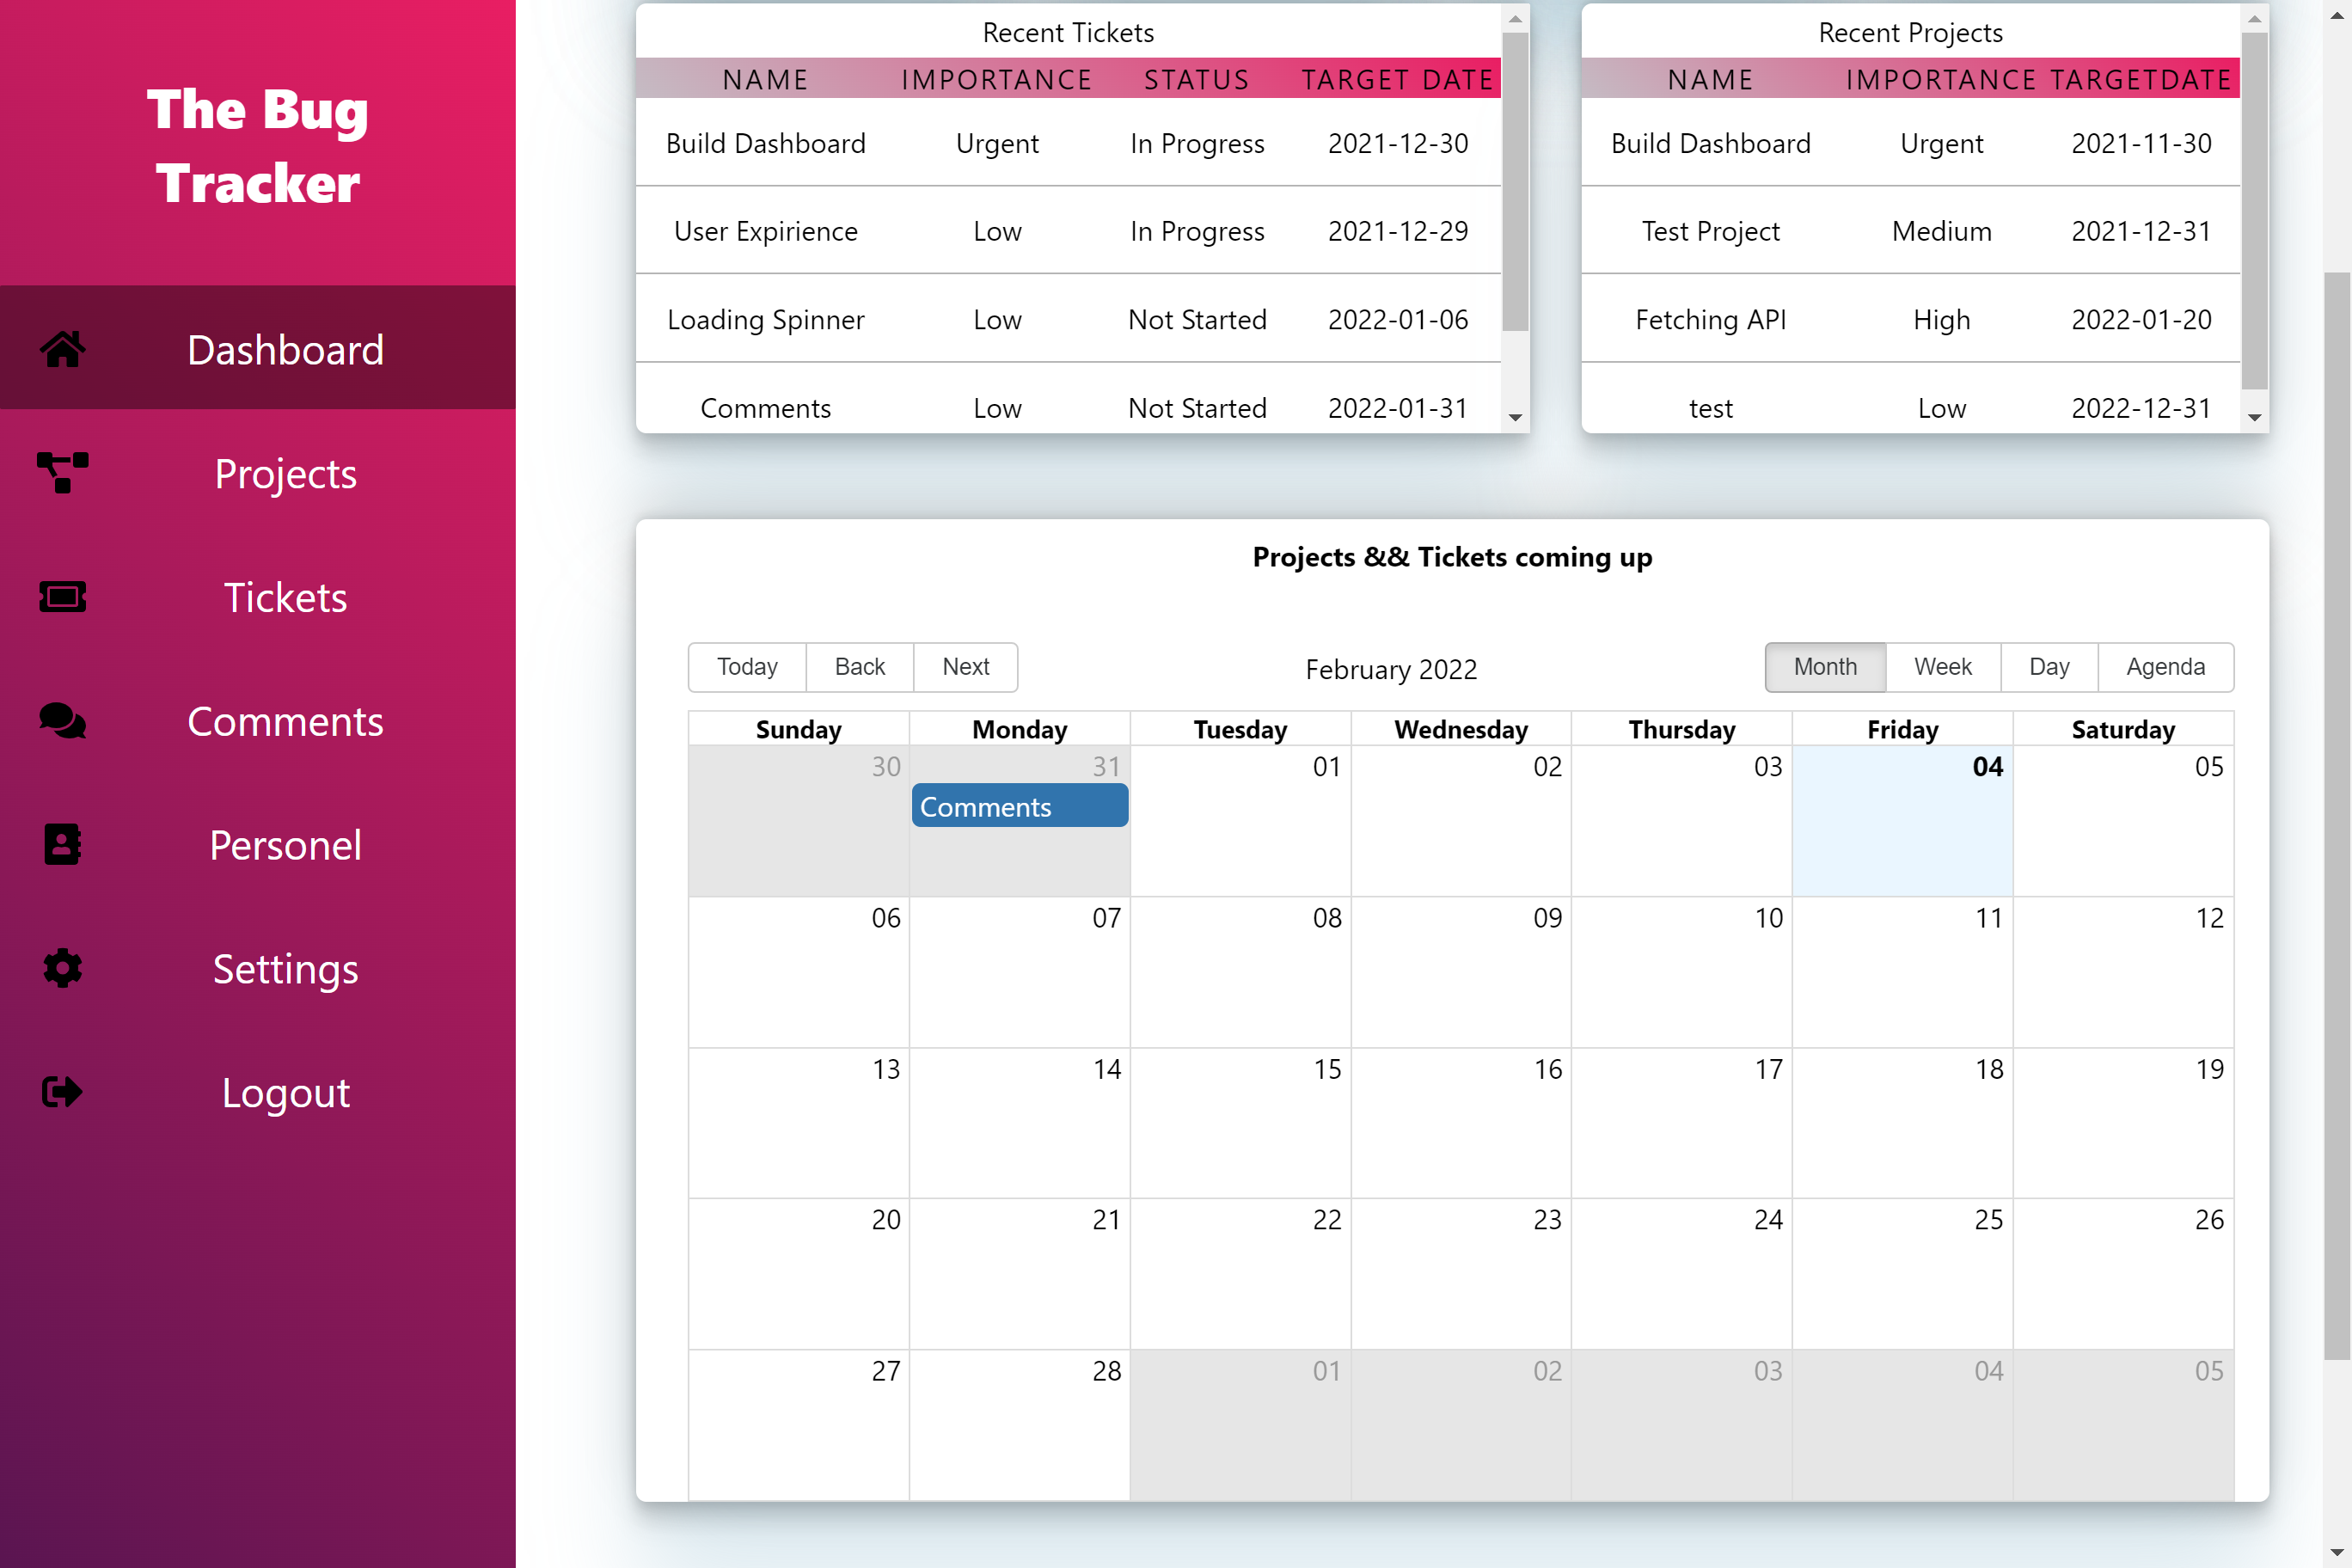 The Bug
Tracker
Dashboard
Projects
Tickets
Comments
Personel
Settings
Logout
Recent Tickets
NAME IMPORTANCE STATUS TARGET DATE
Build Dashboard Urgent In Progress 2021-12-30
User Expirience Low In Progress 2021-12-29
Loading Spinner Low Not Started 2022-01-06
Comments Low Not Started 2022-01-31
Recent Projects
NAME IMPORTANCE TARGETDATE
Build Dashboard Urgent 2021-11-30
Test Project Medium 2021-12-31
Fetching API High 2022-01-20
test Low 2022-12-31
Projects && Tickets coming up
Today Back Next February 2022 Month Week Day Agenda
Sunday Monday Tuesday Wednesday Thursday Friday Saturday
30 31 01 02 03 04 05
Comments
06 07 08 09 10 11 12
13 14 15 16 17 18 19
20 21 22 23 24 25 26
27 28 01 02 03 04 05